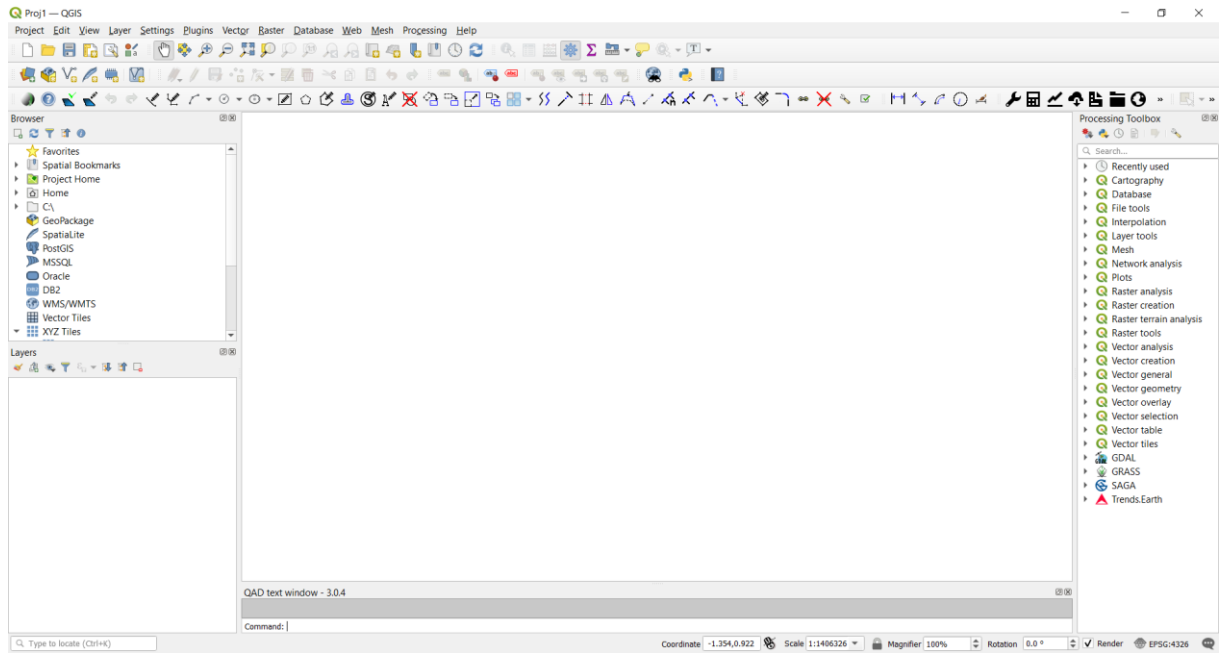 Proj1 — QGIS
Project Edit View Layer Settings Plugins Vector Raster Database Web Mesh Processing Help
Browser
Favorites
Spatial Bookmarks
Project Home
Home
C:\
GeoPackage
SpatiaLite
PostGIS
MSSQL
Oracle
DB2
WMS/WMTS
Vector Tiles
XYZ Tiles
Layers
QAD text window - 3.0.4
Command:
Processing Toolbox
Search...
Recently used
Cartography
Database
File tools
Interpolation
Layer tools
Mesh
Network analysis
Plots
Raster analysis
Raster creation
Raster terrain analysis
Raster tools
Vector analysis
Vector creation
Vector general
Vector geometry
Vector overlay
Vector selection
Vector table
Vector tiles
GDAL
GRASS
SAGA
Trends.Earth
Type to locate (Ctrl+K)
Coordinate -1.354,0.922 Scale 1:1406326 Magnifier 100% Rotation 0.0 ° Render EPSG:4326